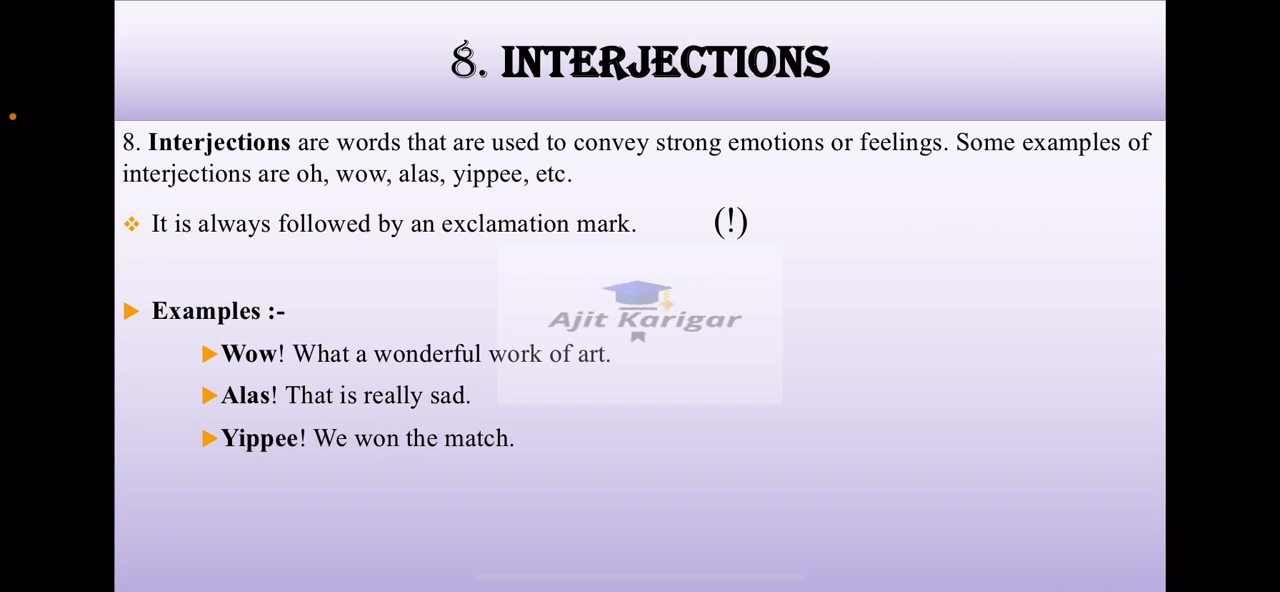 8. INTERJECTIONS
8. Interjections are words that are used to convey strong emotions or feelings. Some examples of
interjections are oh, wow, alas, yippee, etc.
It is always followed by an exclamation mark. (!)
Ajit Karigar
Examples :-
Wow! What a wonderful work of art.
Alas! That is really sad.
Yippee! We won the match.